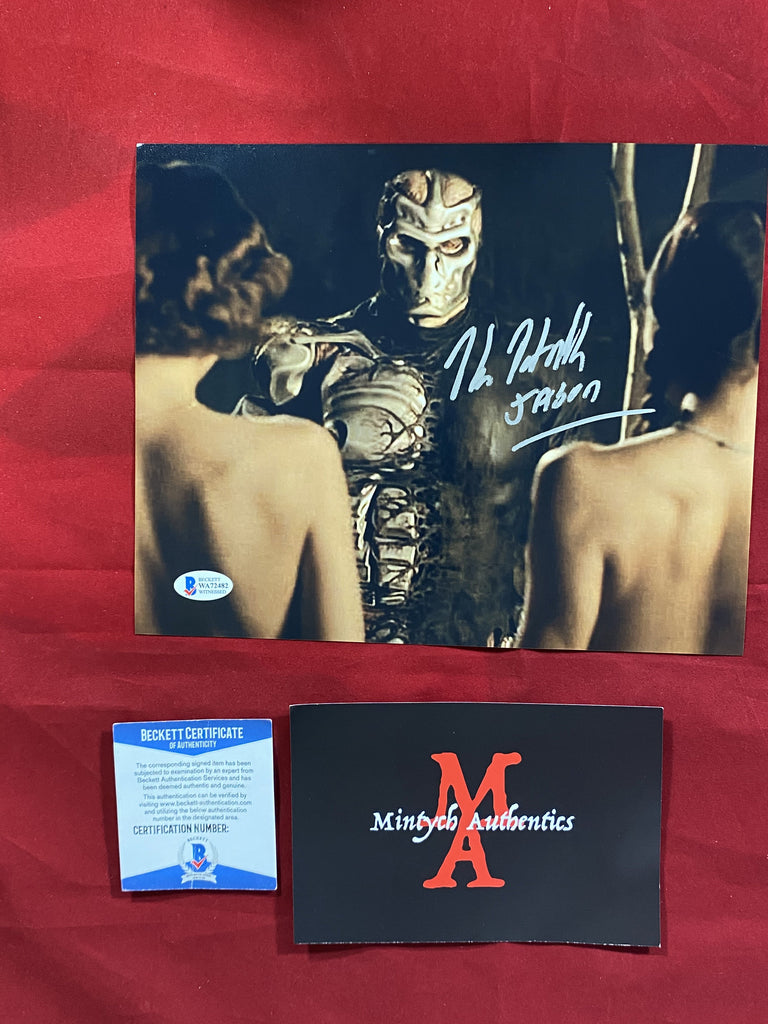 JASON
BECKETT
WA72482
WITNESSED
BECKETT CERTIFICATE
OF AUTHENTICITY
The corresponding signed item has been
subjected to examination by an expert from
Beckett Authentication Services and has
been deemed authentic and genuine.
This authentication can be verified by
visiting www.beckett-authentication.com
and utilizing the below authentication
number in the designated area.
CERTIFICATION NUMBER:
BECKETT
B
M
Mintych Authentics
A